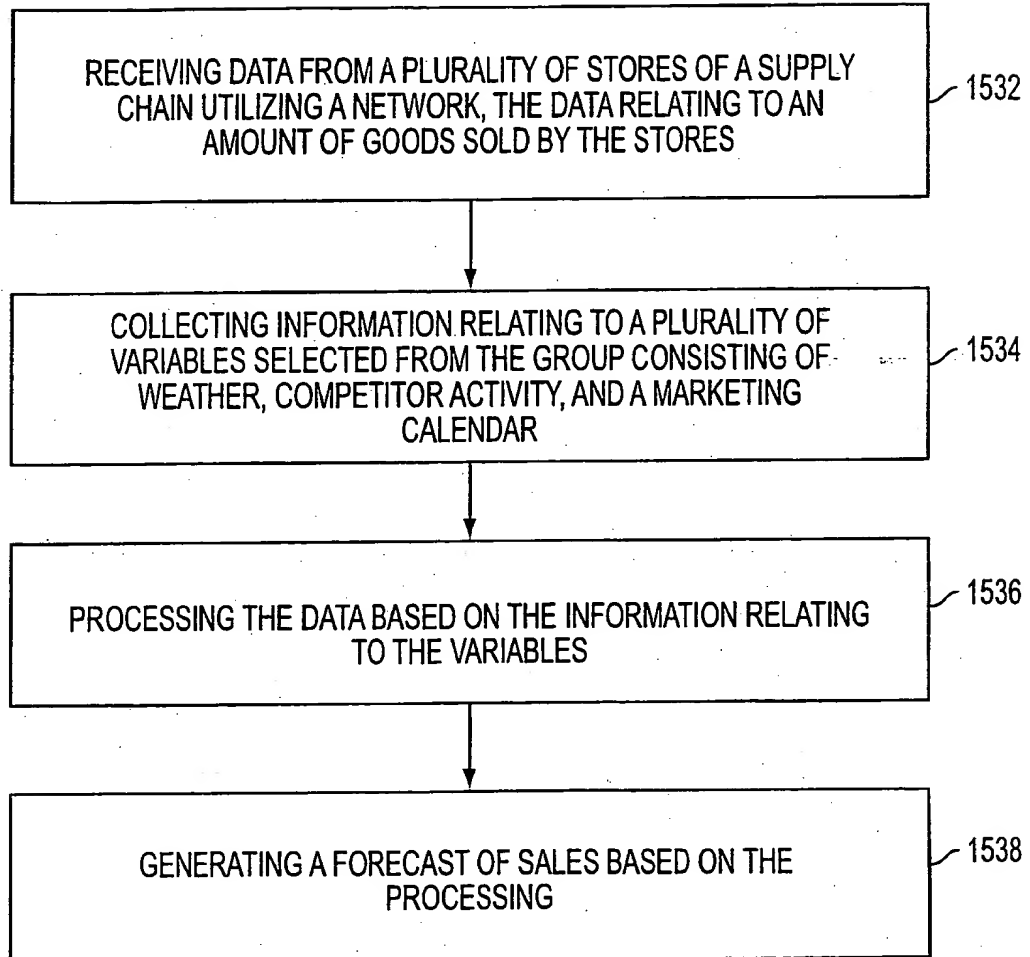 RECEIVING DATA FROM A PLURALITY OF STORES OF A SUPPLY
CHAIN UTILIZING A NETWORK, THE DATA RELATING TO AN
AMOUNT OF GOODS SOLD BY THE STORES
1532
COLLECTING INFORMATION RELATING TO A PLURALITY OF
VARIABLES SELECTED FROM THE GROUP CONSISTING OF
WEATHER, COMPETITOR ACTIVITY, AND A MARKETING
CALENDAR
1534
PROCESSING THE DATA BASED ON THE INFORMATION RELATING
TO THE VARIABLES
1536
GENERATING A FORECAST OF SALES BASED ON THE
PROCESSING
1538